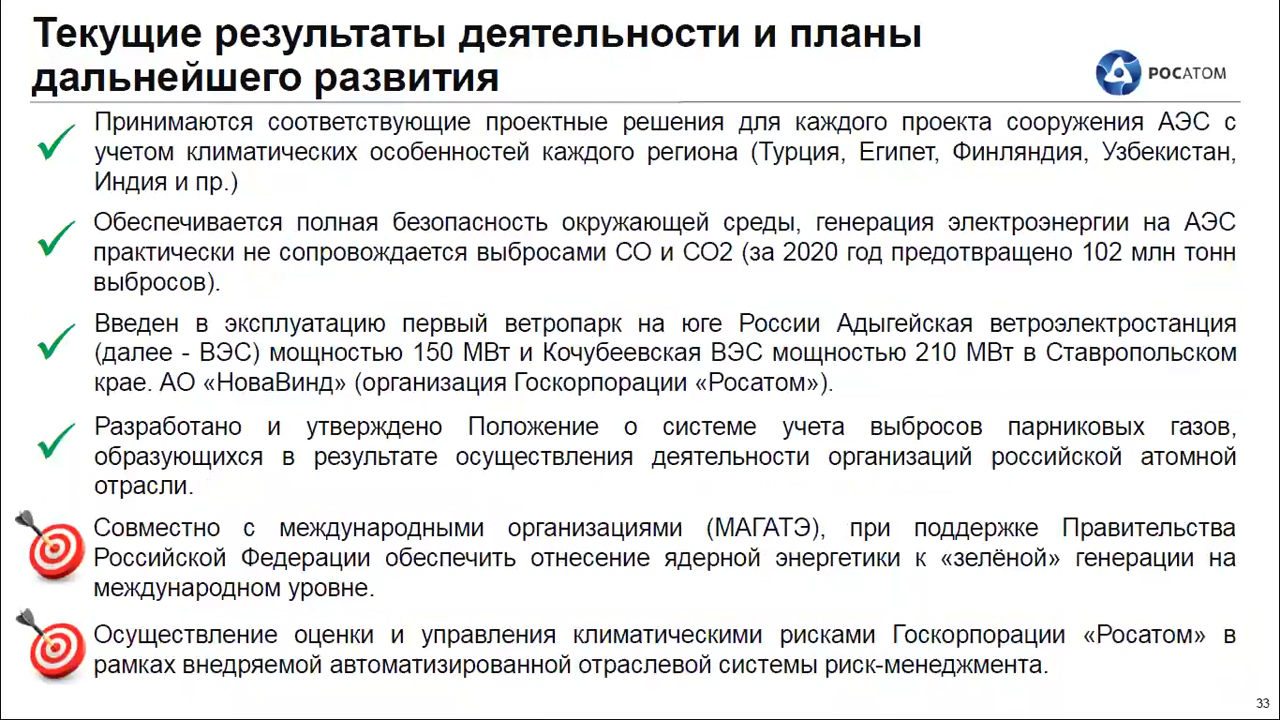 Текущие результаты деятельности и планы
дальнейшего развития
РОСАТОМ
Принимаются соответствующие проектные решения для каждого проекта сооружения АЭС с
учетом климатических особенностей каждого региона (Турция, Египет, Финляндия, Узбекистан,
Индия и пр.)
Обеспечивается полная безопасность окружающей среды, генерация электроэнергии на АЭС
практически не сопровождается выбросами СО и СО2 (за 2020 год предотвращено 102 млн тонн
выбросов).
Введен в эксплуатацию первый ветропарк на юге России Адыгейская ветроэлектростанция
(далее - ВЭС) мощностью 150 МВт и Кочубеевская ВЭС мощностью 210 МВт в Ставропольском
крае. АО «НоваВинд» (организация Госкорпорации «Росатом»).
Разработано и утверждено Положение о системе учета выбросов парниковых газов,
образующихся в результате осуществления деятельности организаций российской атомной
отрасли.
Совместно с международными организациями (МАГАТЭ), при поддержке Правительства
Российской Федерации обеспечить отнесение ядерной энергетики к «зелёной» генерации на
международном уровне.
Осуществление оценки и управления климатическими рисками Госкорпорации «Росатом» в
рамках внедряемой автоматизированной отраслевой системы риск-менеджмента.
33